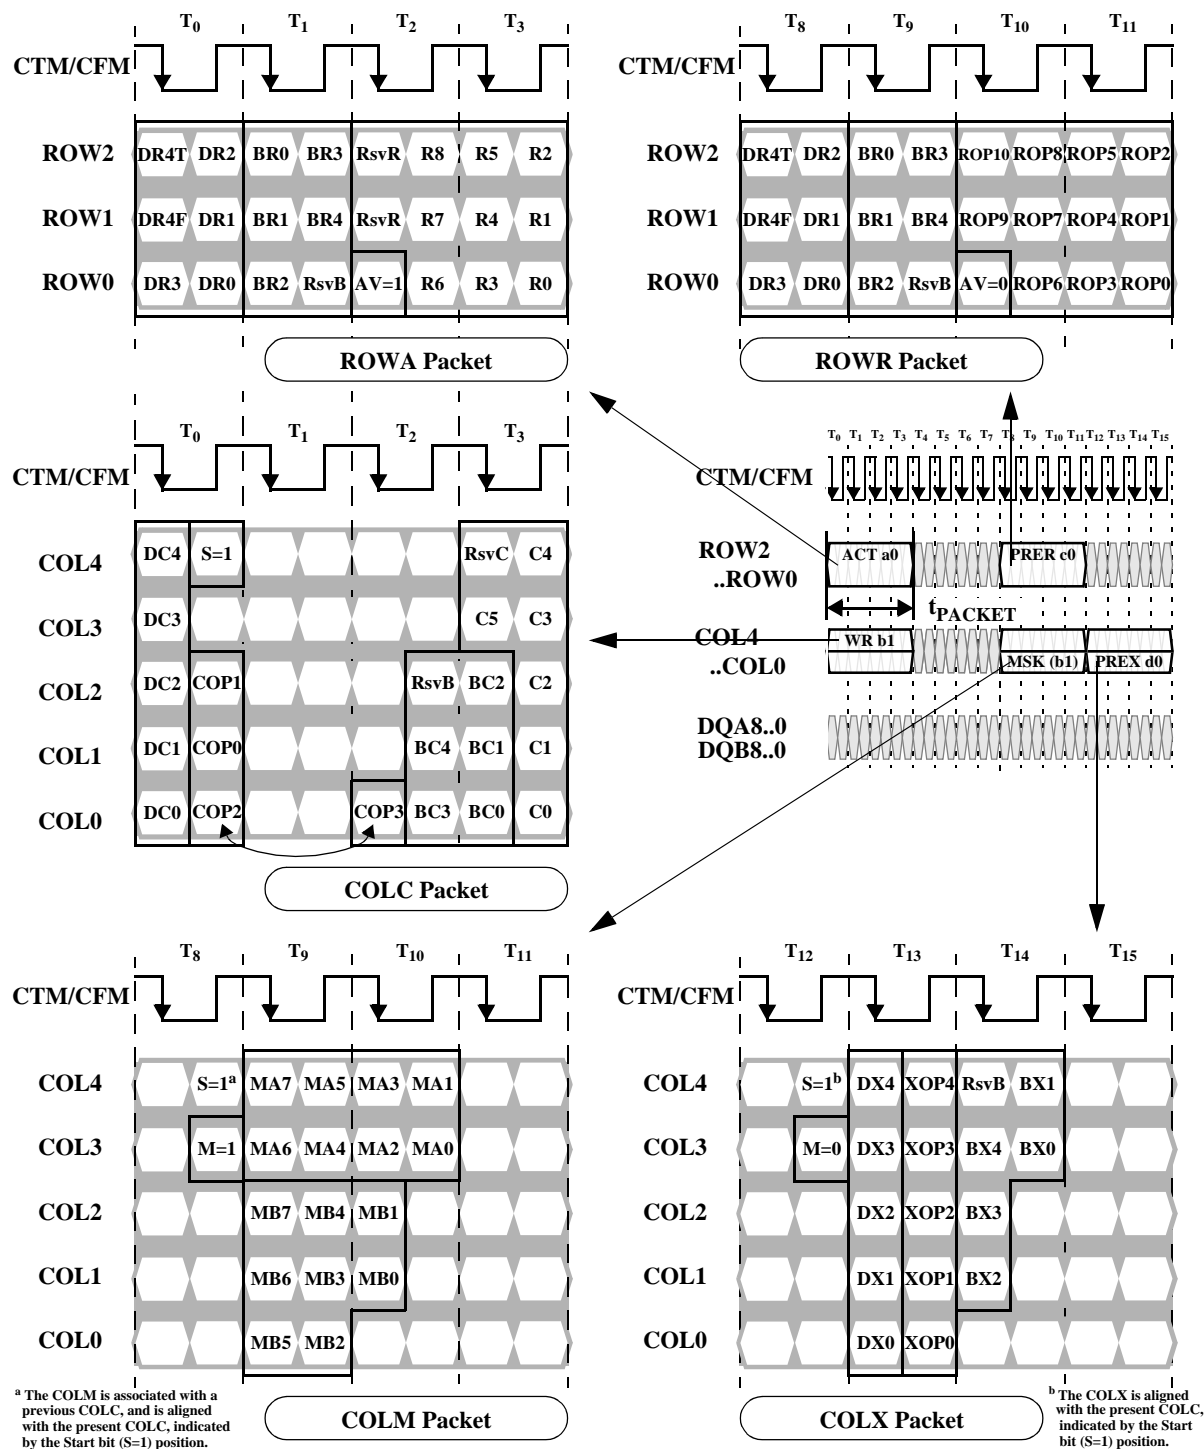 T0 T1 T2 T3
CTM/CFM
ROW2 DR4T DR2 BR0 BR3 RsvR R8 R5 R2
ROW1 DR4F DR1 BR1 BR4 RsvR R7 R4 R1
ROW0 DR3 DR0 BR2 RsvB AV=1 R6 R3 R0
ROWA Packet
T8 T9 T10 T11
CTM/CFM
ROW2 DR4T DR2 BR0 BR3 ROP10 ROP8 ROP5 ROP2
ROW1 DR4F DR1 BR1 BR4 ROP9 ROP7 ROP4 ROP1
ROW0 DR3 DR0 BR2 RsvB AV=0 ROP6 ROP3 ROP0
ROWR Packet
T0 T1 T2 T3
CTM/CFM
COL4 DC4 S=1 RsvC C4
COL3 DC3 C5 C3
COL2 DC2 COP1 RsvB BC2 C2
COL1 DC1 COP0 BC4 BC1 C1
COL0 DC0 COP2 COP3 BC3 BC0 C0
COLC Packet
T0 T1 T2 T3 T4 T5 T6 T7 T8 T9 T10 T11 T12 T13 T14 T15
CTM/CFM
ROW2 ACT a0 PRER c0
..ROW0
tPACKET
COL4 WR b1
..COL0 MSK (b1) PREX d0
DQA8..0
DQB8..0
T8 T9 T10 T11
CTM/CFM
COL4 S=1a MA7 MA5 MA3 MA1
COL3 M=1 MA6 MA4 MA2 MA0
COL2 MB7 MB4 MB1
COL1 MB6 MB3 MB0
COL0 MB5 MB2
a The COLM is associated with a
previous COLC, and is aligned
with the present COLC, indicated
by the Start bit (S=1) position.
COLM Packet
T12 T13 T14 T15
CTM/CFM
COL4 S=1b DX4 XOP4 RsvB BX1
COL3 M=0 DX3 XOP3 BX4 BX0
COL2 DX2 XOP2 BX3
COL1 DX1 XOP1 BX2
COL0 DX0 XOP0
COLX Packet
b The COLX is aligned
with the present COLC,
indicated by the Start
bit (S=1) position.